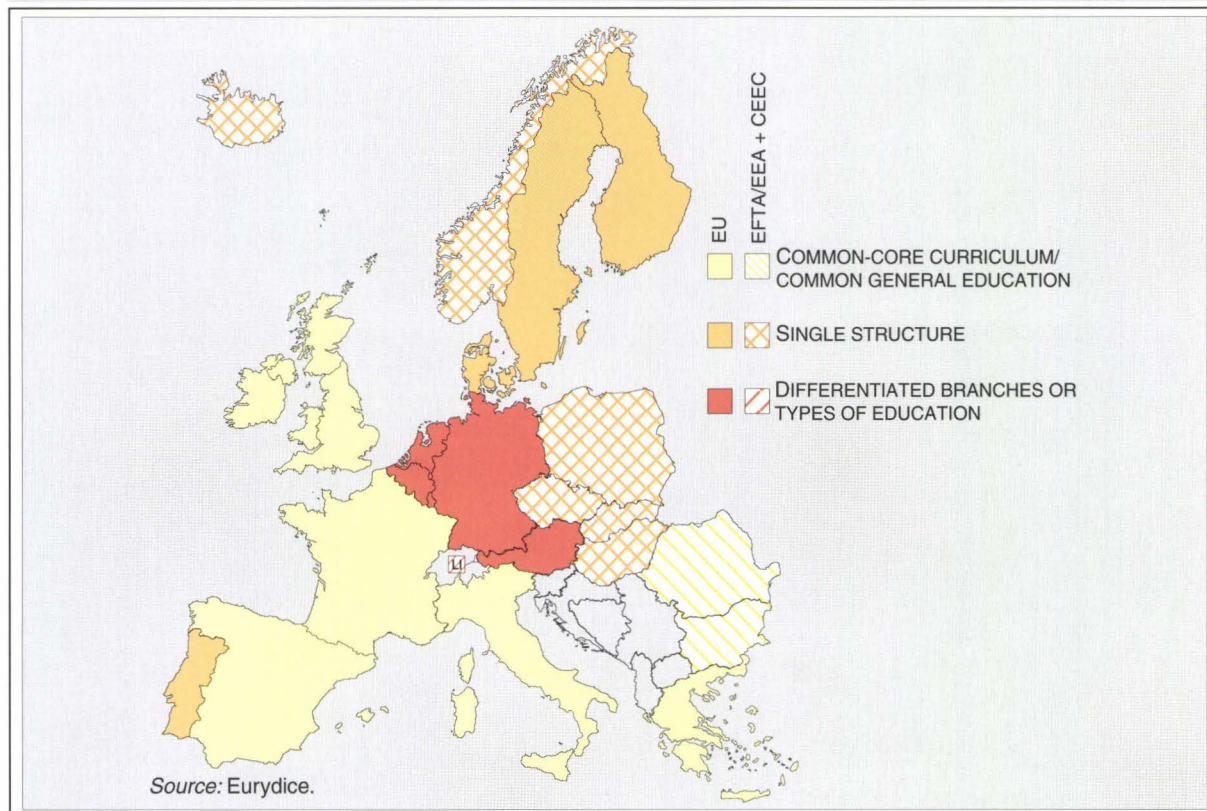 EU
EFTA/EEA + CEEC
COMMON-CORE CURRICULUM/
COMMON GENERAL EDUCATION
SINGLE STRUCTURE
DIFFERENTIATED BRANCHES OR
TYPES OF EDUCATION
LI
Source: Eurydice.